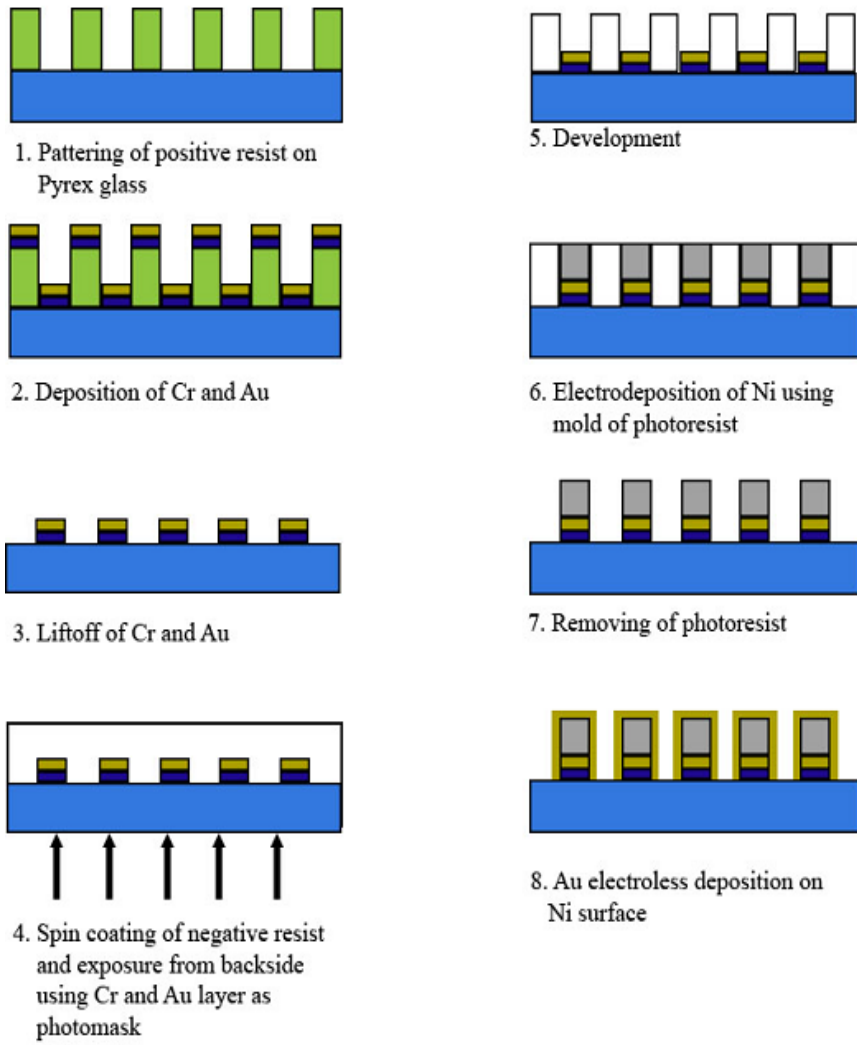 1. Pattering of positive resist on
Pyrex glass
2. Deposition of Cr and Au
3. Liftoff of Cr and Au
4. Spin coating of negative resist
and exposure from backside
using Cr and Au layer as
photomask
5. Development
6. Electrodeposition of Ni using
mold of photoresist
7. Removing of photoresist
8. Au electroless deposition on
Ni surface